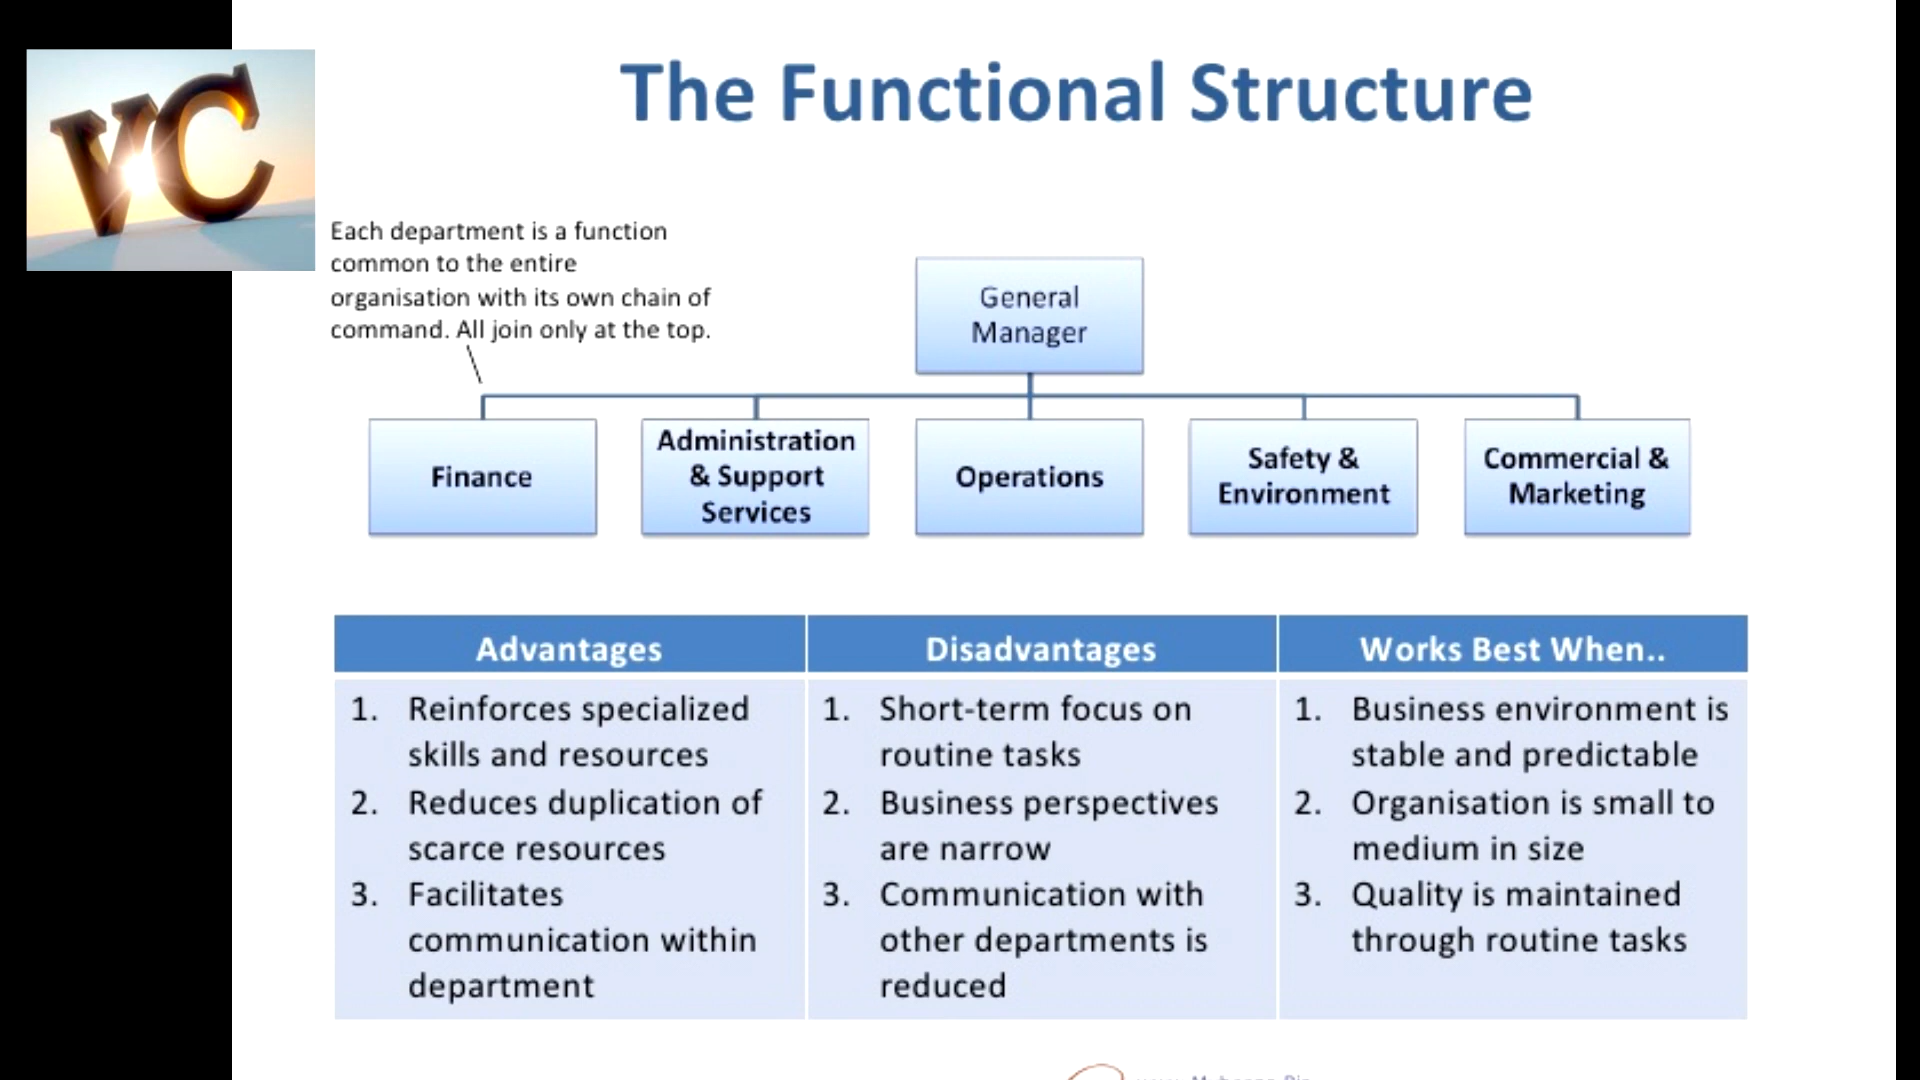 VC
The Functional Structure
Each department is a function
common to the entire
organisation with its own chain of
command. All join only at the top.
General
Manager
Finance
Administration
& Support
Services
Operations
Safety &
Environment
Commercial &
Marketing
Advantages
1. Reinforces specialized
skills and resources
2. Reduces duplication of
scarce resources
3. Facilitates
communication within
department
Disadvantages
1. Short-term focus on
routine tasks
2. Business perspectives
are narrow
3. Communication with
other departments is
reduced
Works Best When..
1. Business environment is
stable and predictable
2. Organisation is small to
medium in size
3. Quality is maintained
through routine tasks